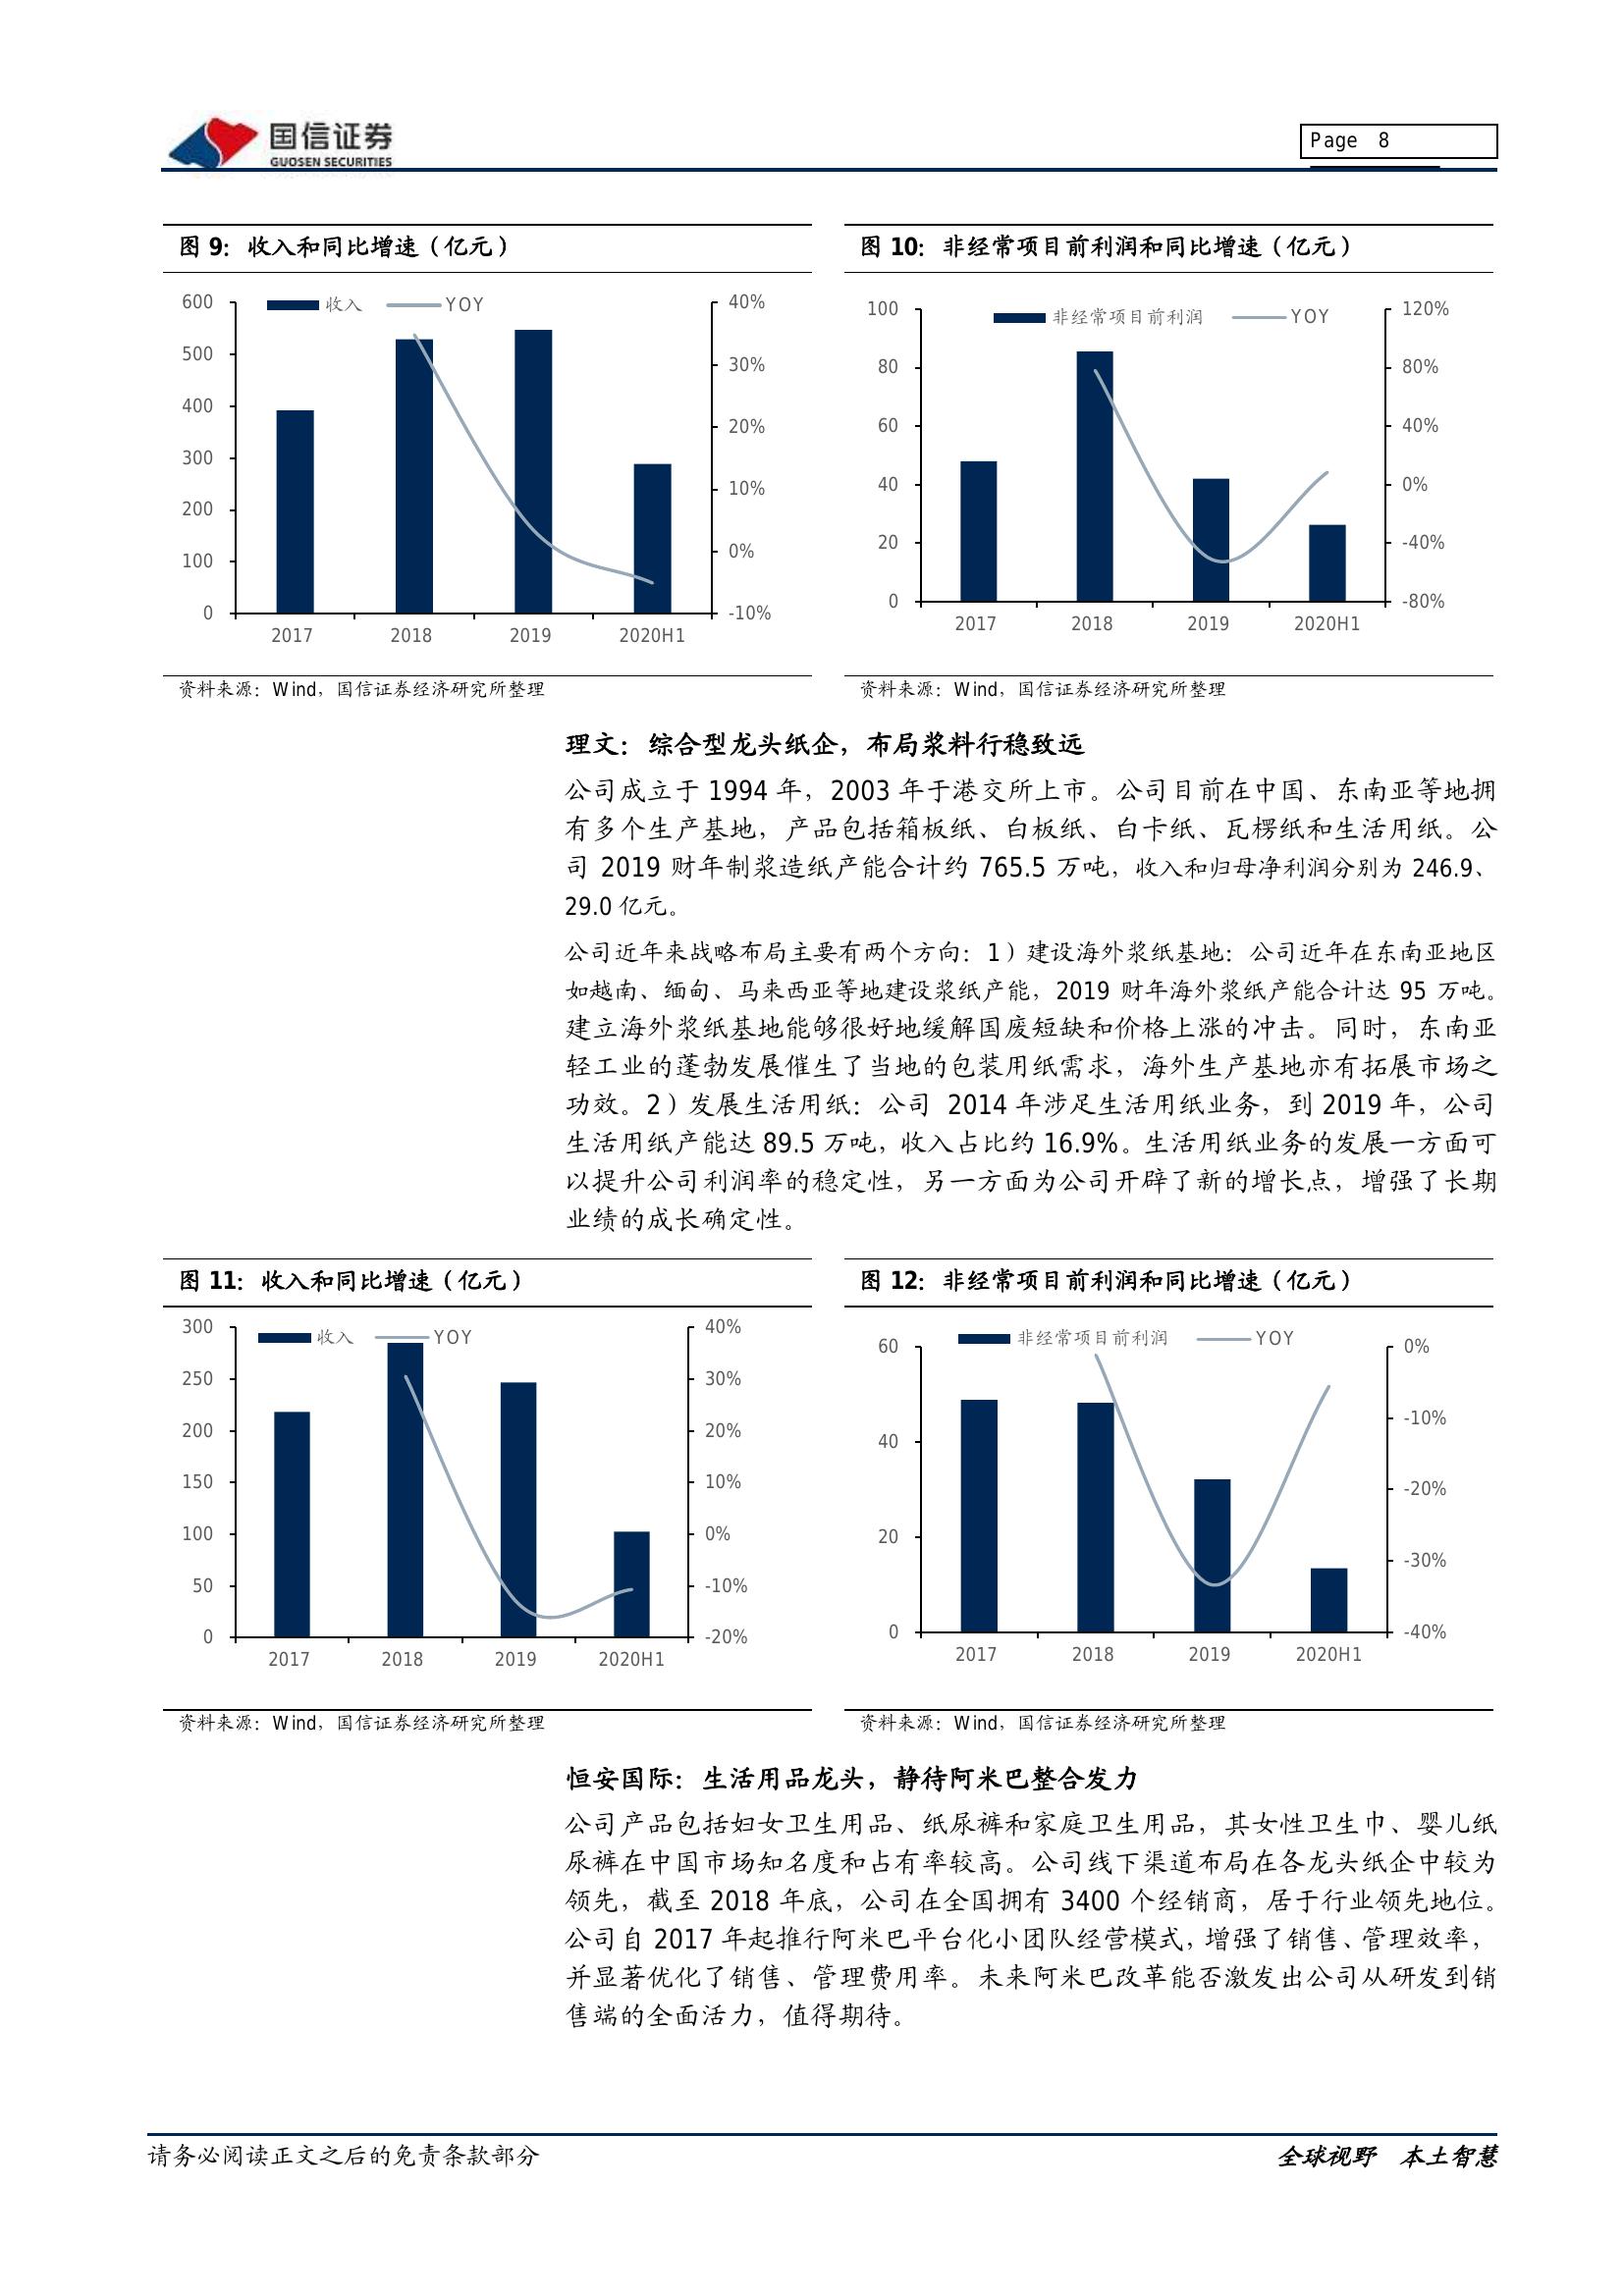 国信证券
GUOSEN SECURITIES
Page 8
图 9：收入和同比增速（亿元）
收入 YOY
600
500
400
300
200
100
0
40%
30%
20%
10%
0%
-10%
2017 2018 2019 2020H1
资料来源：Wind，国信证券经济研究所整理
图 10：非经常项目前利润和同比增速（亿元）
非经常项目前利润 YOY
100
80
60
40
20
0
120%
80%
40%
0%
-40%
-80%
2017 2018 2019 2020H1
资料来源：Wind，国信证券经济研究所整理
理文：综合型龙头纸企，布局浆料行稳致远
公司成立于 1994 年，2003 年于港交所上市。公司目前在中国、东南亚等地拥
有多个生产基地，产品包括箱板纸、白板纸、白卡纸、瓦楞纸和生活用纸。公
司 2019 财年制浆造纸产能合计约 765.5 万吨，收入和归母净利润分别为 246.9、
29.0 亿元。
公司近年来战略布局主要有两个方向：1）建设海外浆纸基地：公司近年在东南亚地区
如越南、缅甸、马来西亚等地建设浆纸产能，2019 财年海外浆纸产能合计达 95 万吨。
建立海外浆纸基地能够很好地缓解国废短缺和价格上涨的冲击。同时，东南亚
轻工业的蓬勃发展催生了当地的包装用纸需求，海外生产基地亦有拓展市场之
功效。2）发展生活用纸：公司 2014 年涉足生活用纸业务，到 2019 年，公司
生活用纸产能达 89.5 万吨，收入占比约 16.9%。生活用纸业务的发展一方面可
以提升公司利润率的稳定性，另一方面为公司开辟了新的增长点，增强了长期
业绩的成长确定性。
图 11：收入和同比增速（亿元）
收入 YOY
300
250
200
150
100
50
0
40%
30%
20%
10%
0%
-10%
-20%
2017 2018 2019 2020H1
资料来源：Wind，国信证券经济研究所整理
图 12：非经常项目前利润和同比增速（亿元）
非经常项目前利润 YOY
60
40
20
0
0%
-10%
-20%
-30%
-40%
2017 2018 2019 2020H1
资料来源：Wind，国信证券经济研究所整理
恒安国际：生活用品龙头，静待阿米巴整合发力
公司产品包括妇女卫生用品、纸尿裤和家庭卫生用品，其女性卫生巾、婴儿纸
尿裤在中国市场知名度和占有率较高。公司线下渠道布局在各龙头纸企中较为
领先，截至 2018 年底，公司在全国拥有 3400 个经销商，居于行业领先地位。
公司自 2017 年起推行阿米巴平台化小团队经营模式，增强了销售、管理效率，
并显著优化了销售、管理费用率。未来阿米巴改革能否激发出公司从研发到销
售端的全面活力，值得期待。
请务必阅读正文之后的免责条款部分
全球视野 本土智慧